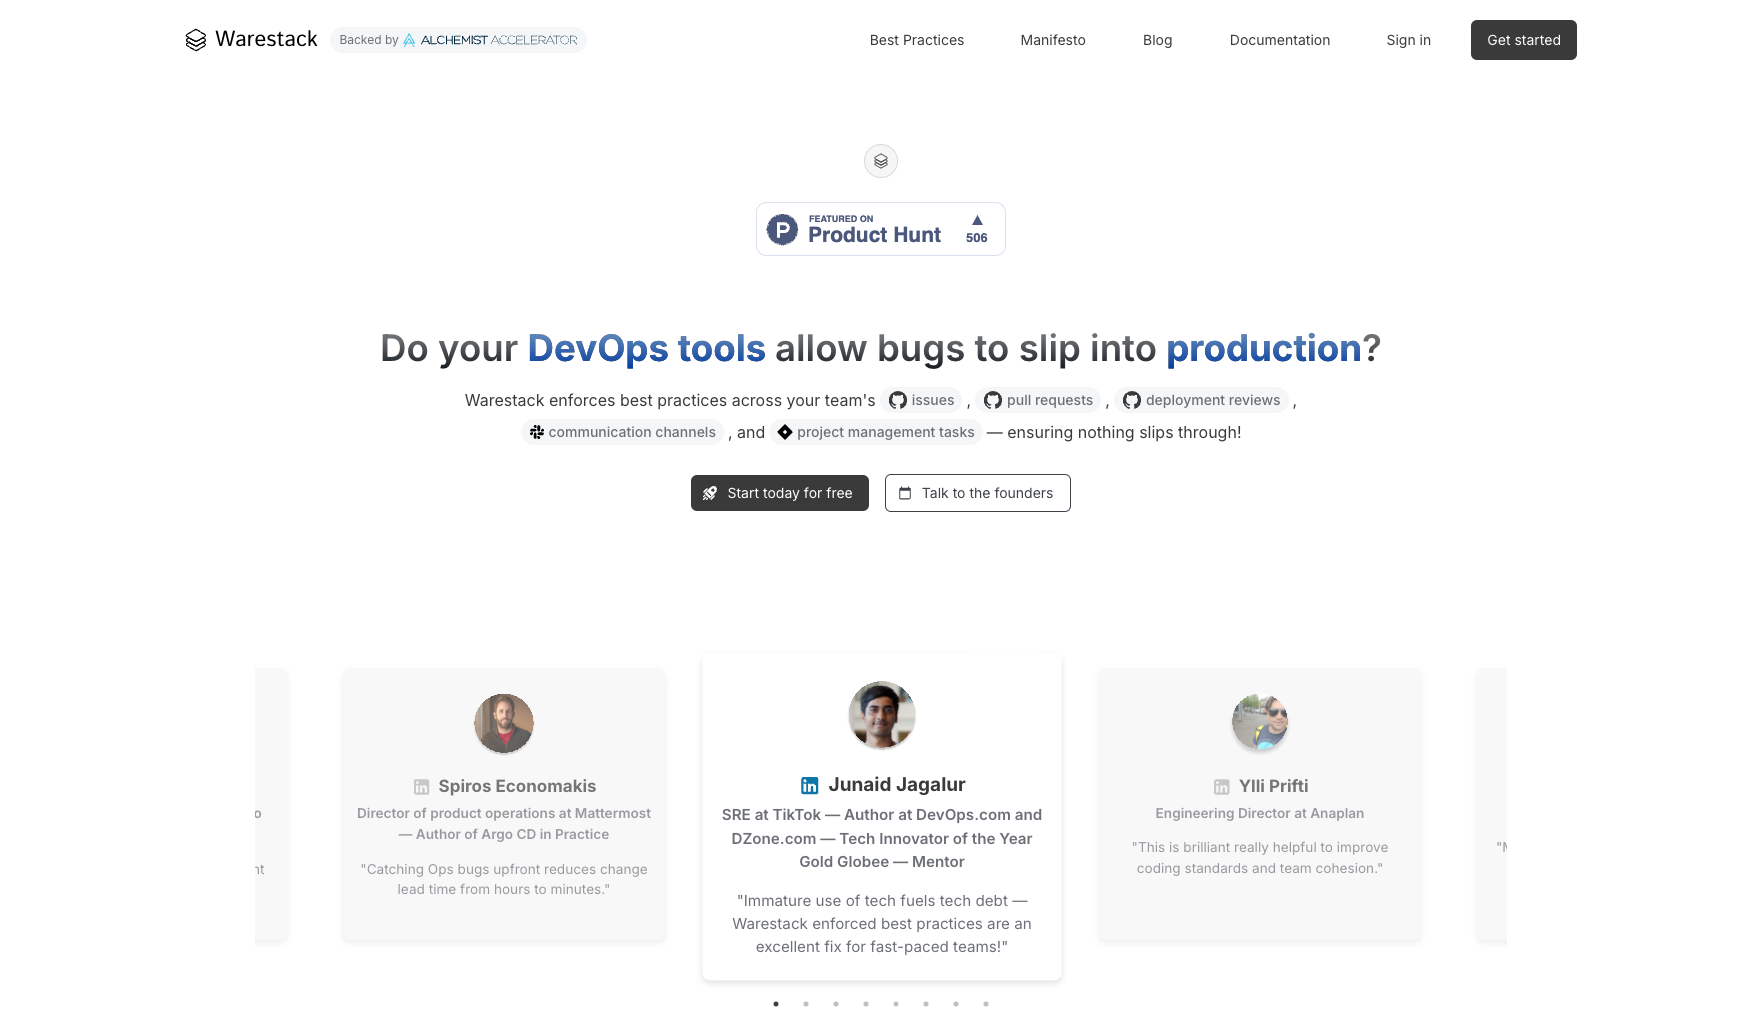 Warestack
Backed by ALCHEMIST ACCELERATOR
Best Practices
Manifesto
Blog
Documentation
Sign in
Get started
FEATURED ON
Product Hunt
506
Do your DevOps tools allow bugs to slip into production?
Warestack enforces best practices across your team's issues , pull requests , deployment reviews ,
communication channels , and project management tasks — ensuring nothing slips through!
Start today for free
Talk to the founders
Spiros Economakis
Director of product operations at Mattermost
— Author of Argo CD in Practice
"Catching Ops bugs upfront reduces change
lead time from hours to minutes."
Junaid Jagalur
SRE at TikTok — Author at DevOps.com and
DZone.com — Tech Innovator of the Year
Gold Globee — Mentor
"Immature use of tech fuels tech debt —
Warestack enforced best practices are an
excellent fix for fast-paced teams!"
Ylli Prifti
Engineering Director at Anaplan
"This is brilliant really helpful to improve
coding standards and team cohesion."